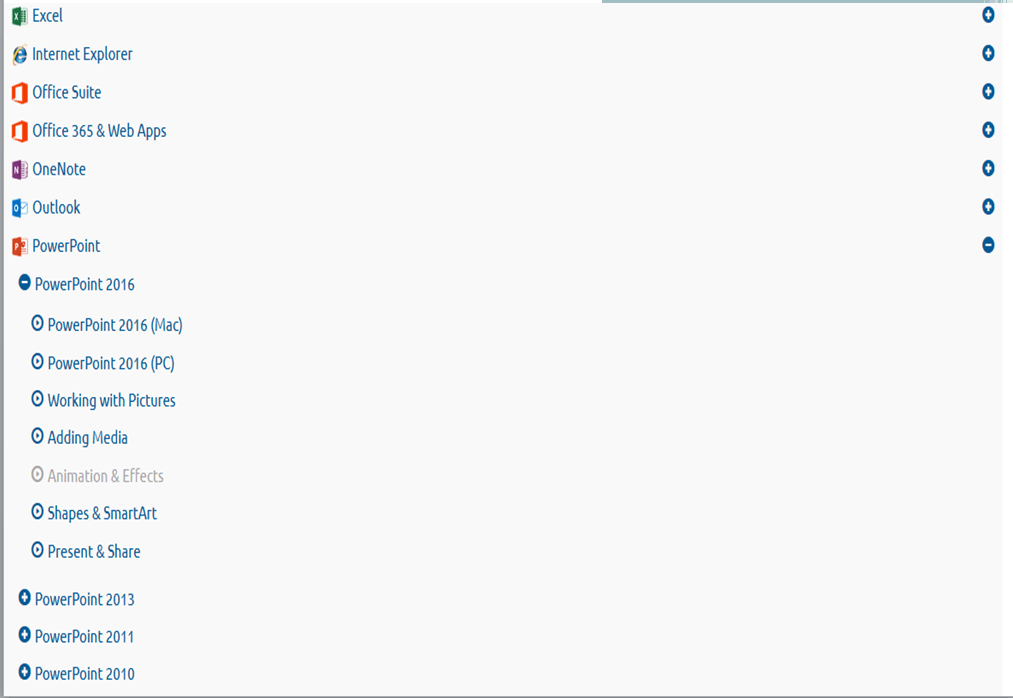 Excel
Internet Explorer
Office Suite
Office 365 & Web Apps
OneNote
Outlook
PowerPoint
PowerPoint 2016
PowerPoint 2016 (Mac)
PowerPoint 2016 (PC)
Working with Pictures
Adding Media
Animation & Effects
Shapes & SmartArt
Present & Share
PowerPoint 2013
PowerPoint 2011
PowerPoint 2010